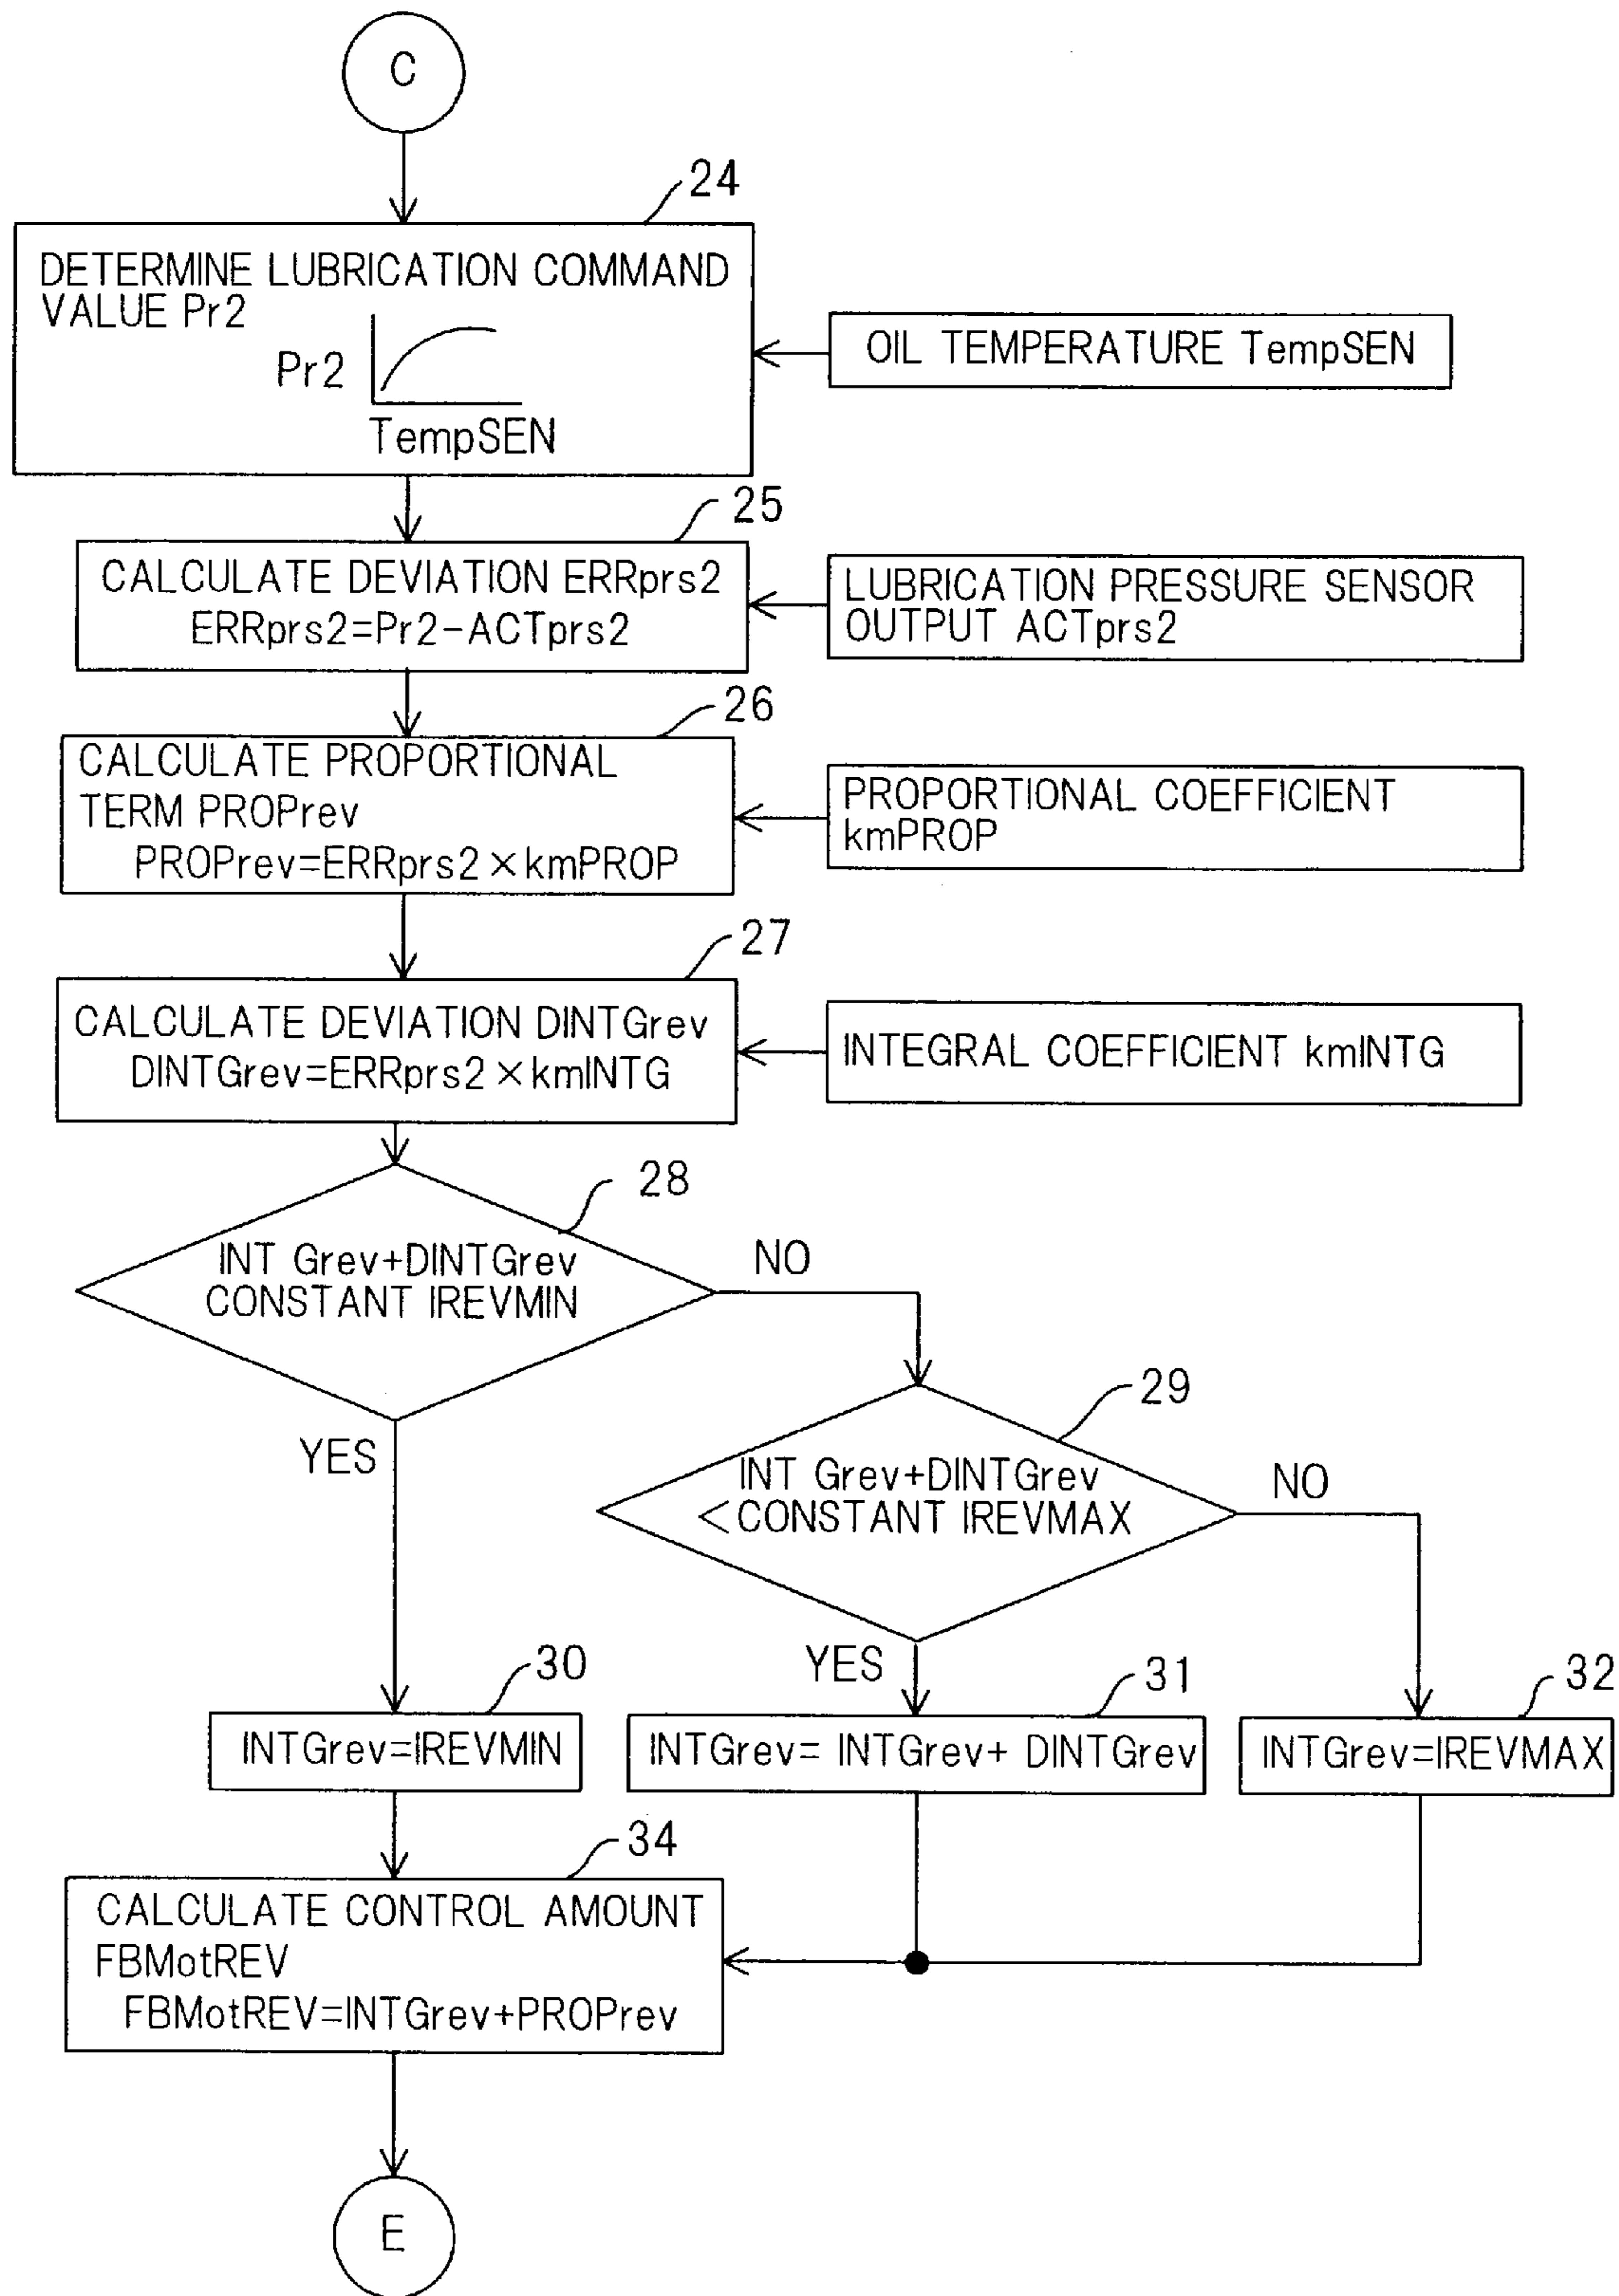 C
24
DETERMINE LUBRICATION COMMAND
VALUE Pr2
Pr2
TempSEN
OIL TEMPERATURE TempSEN
25
CALCULATE DEVIATION ERRprs2
ERRprs2=Pr2-ACTprs2
LUBRICATION PRESSURE SENSOR
OUTPUT ACTprs2
26
CALCULATE PROPORTIONAL
TERM PROPrev
PROPrev=ERRprs2×kmPROP
PROPORTIONAL COEFFICIENT
kmPROP
27
CALCULATE DEVIATION DINTGrev
DINTGrev=ERRprs2×kmINTG
INTEGRAL COEFFICIENT kmINTG
28
INT Grev+DINTGrev
CONSTANT IREVMIN
NO
YES
29
INT Grev+DINTGrev
<CONSTANT IREVMAX
NO
YES
30
INTGrev=IREVMIN
31
INTGrev= INTGrev+ DINTGrev
32
INTGrev=IREVMAX
34
CALCULATE CONTROL AMOUNT
FBMotREV
FBMotREV=INTGrev+PROPrev
E